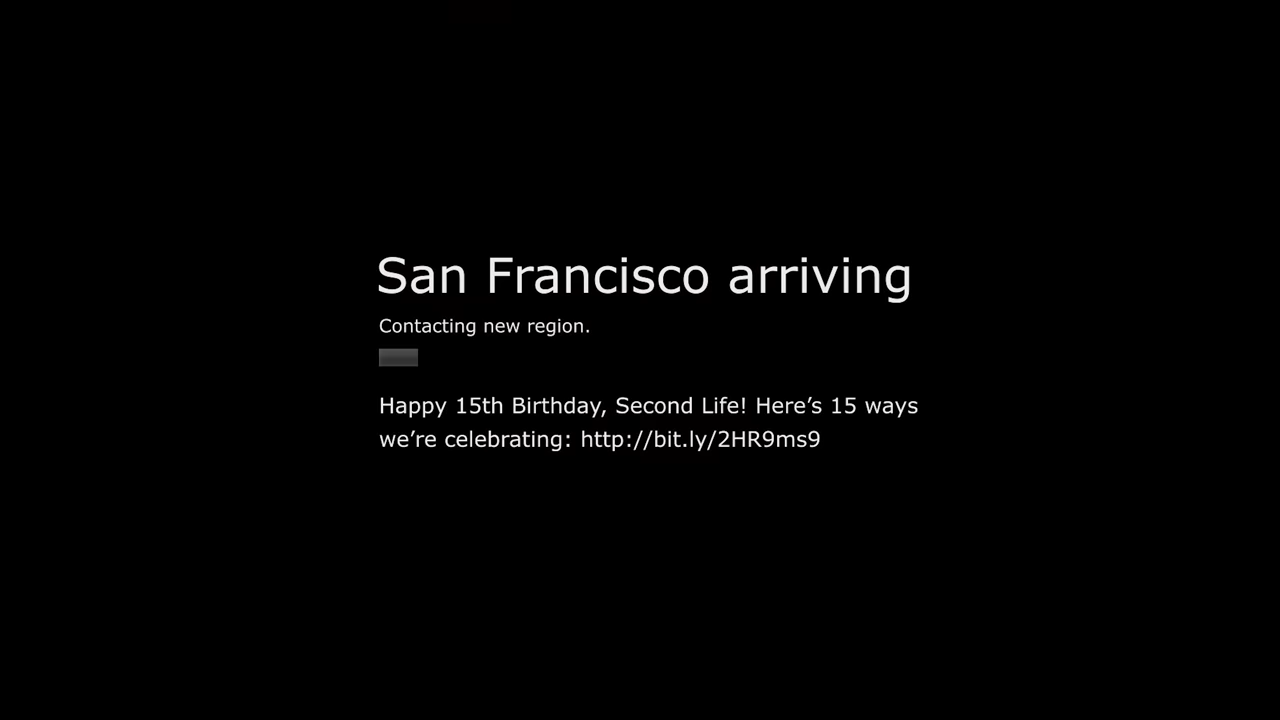 San Francisco arriving
Contacting new region.
Happy 15th Birthday, Second Life! Here’s 15 ways
we’re celebrating: http://bit.ly/2HR9ms9